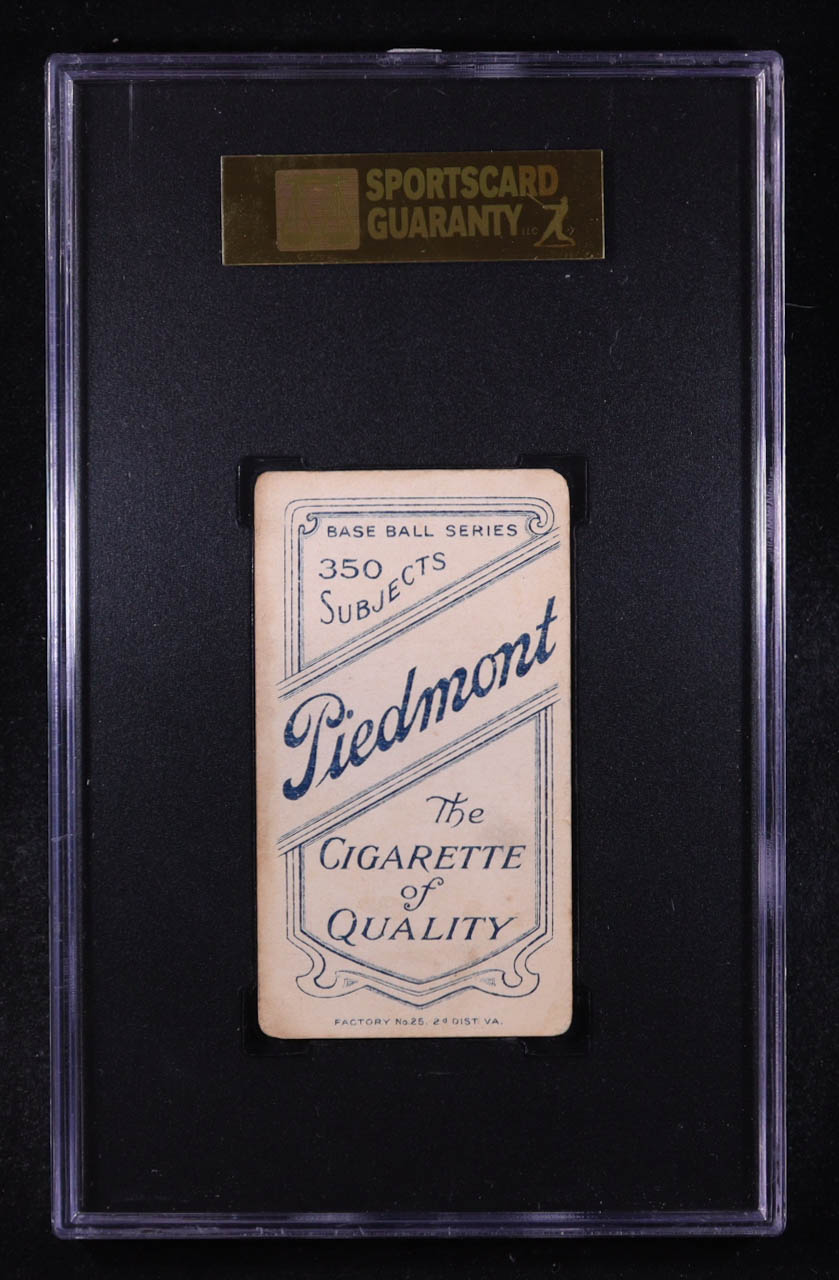 SPORTSCARD
GUARANTY LLC
BASE BALL SERIES
350
SUBJECTS
Piedmont
The
CIGARETTE
of
QUALITY
FACTORY No. 25. 2d DIST. VA.